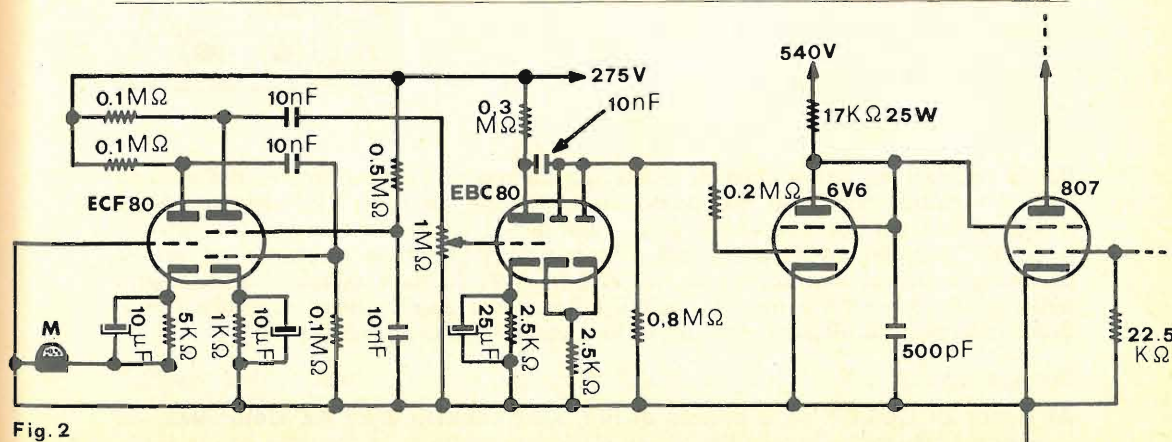 540V
807
275V
10nF
0.1MΩ
10nF
0,3
MΩ
17KΩ 25W
0.1MΩ
10nF
0.5MΩ
ECF80
EBC80
0.2MΩ
6V6
1MΩ
M
10μF
5KΩ
1KΩ
10μF
0.1MΩ
10nF
25μF
2.5KΩ
2.5KΩ
0,8MΩ
500pF
22.5
KΩ
Fig. 2